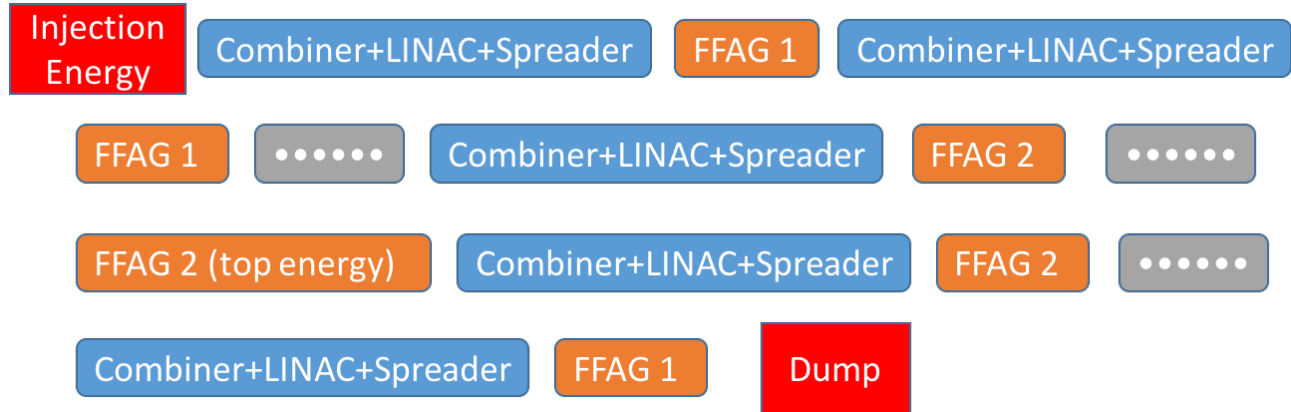 Injection
Energy
Combiner+LINAC+Spreader
FFAG 1
Combiner+LINAC+Spreader
FFAG 1
••••••
Combiner+LINAC+Spreader
FFAG 2
••••••
FFAG 2 (top energy)
Combiner+LINAC+Spreader
FFAG 2
••••••
Combiner+LINAC+Spreader
FFAG 1
Dump